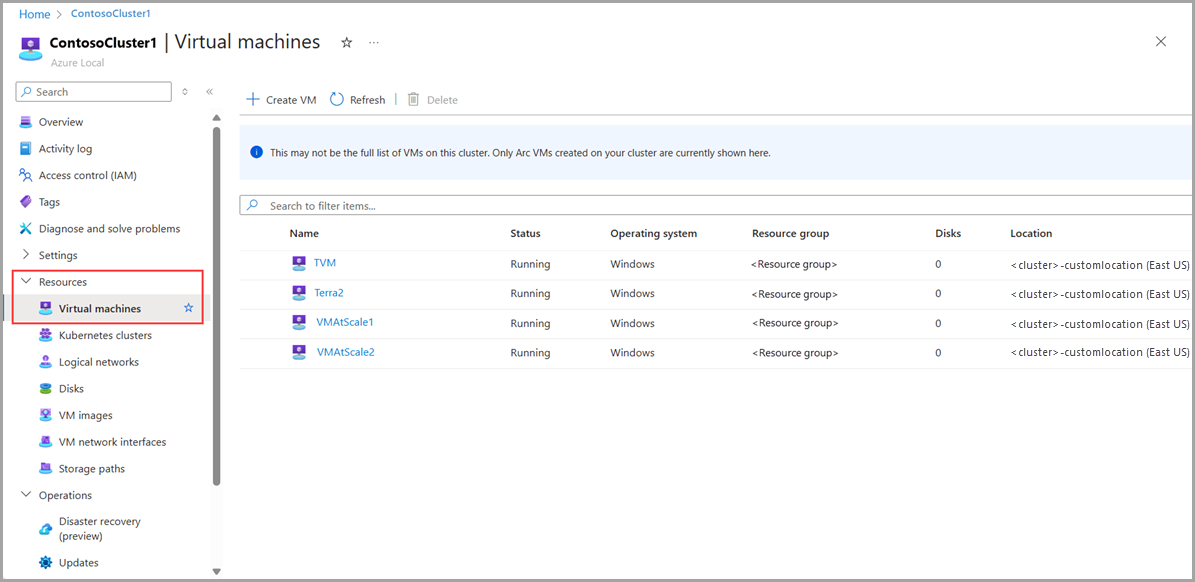 Home > ContosoCluster1
ContosoCluster1 | Virtual machines ...
Azure Local
Search
«
Overview
Activity log
Access control (IAM)
Tags
Diagnose and solve problems
Settings
Resources
Virtual machines
Kubernetes clusters
Logical networks
Disks
VM images
VM network interfaces
Storage paths
Operations
Disaster recovery
(preview)
Updates
Create VM Refresh | Delete
This may not be the full list of VMs on this cluster. Only Arc VMs created on your cluster are currently shown here.
Search to filter items...
Name Status Operating system Resource group Disks Location
TVM Running Windows <Resource group> 0 <cluster>-customlocation (East US)
Terra2 Running Windows <Resource group> 0 <cluster>-customlocation (East US)
VMAtScale1 Running Windows <Resource group> 0 <cluster>-customlocation (East US)
VMAtScale2 Running Windows <Resource group> 0 <cluster>-customlocation (East US)